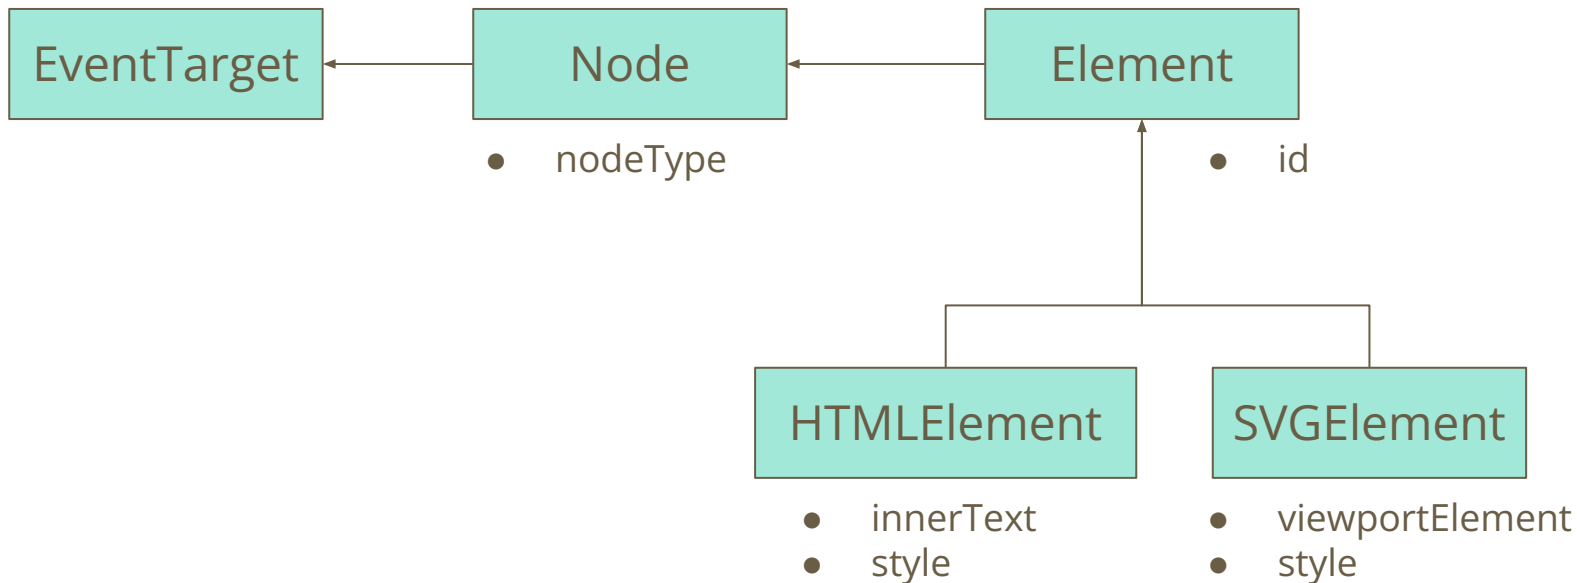 EventTarget
Node
Element
● nodeType
● id
HTMLElement
SVGElement
● innerText
● style
● viewportElement
● style